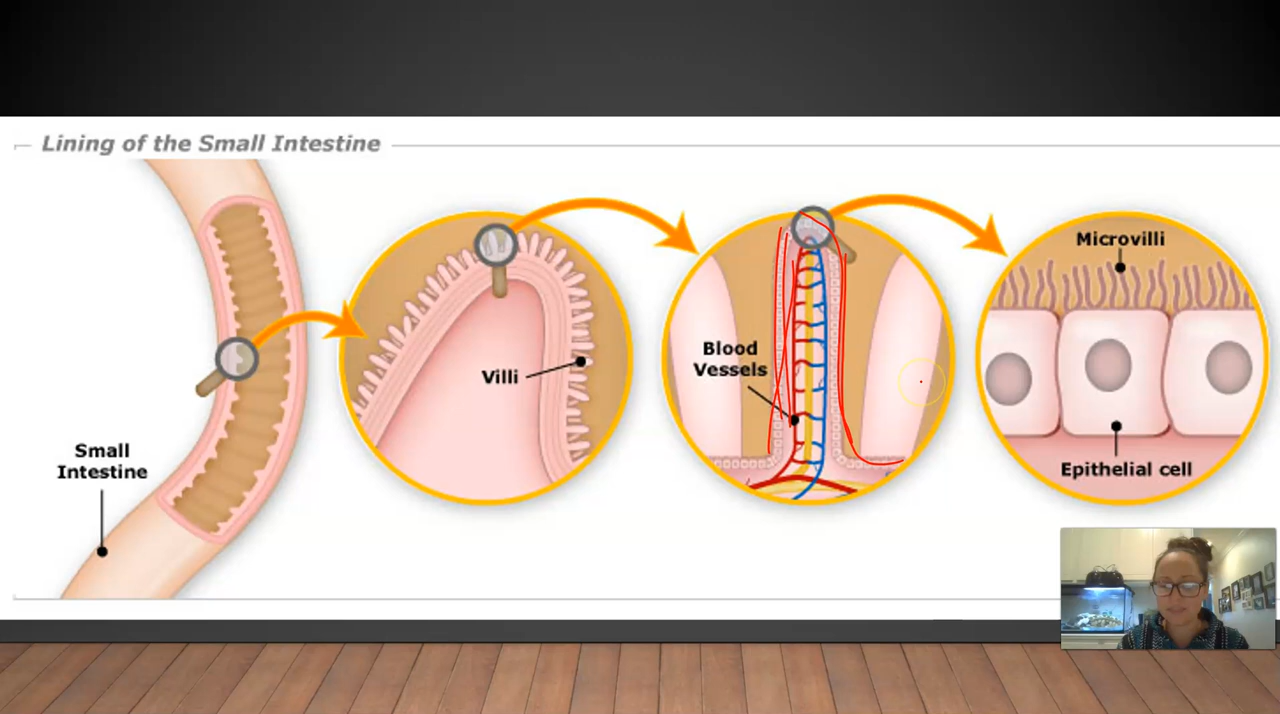 Lining of the Small Intestine
Small
Intestine
Villi
Blood
Vessels
Microvilli
Epithelial cell